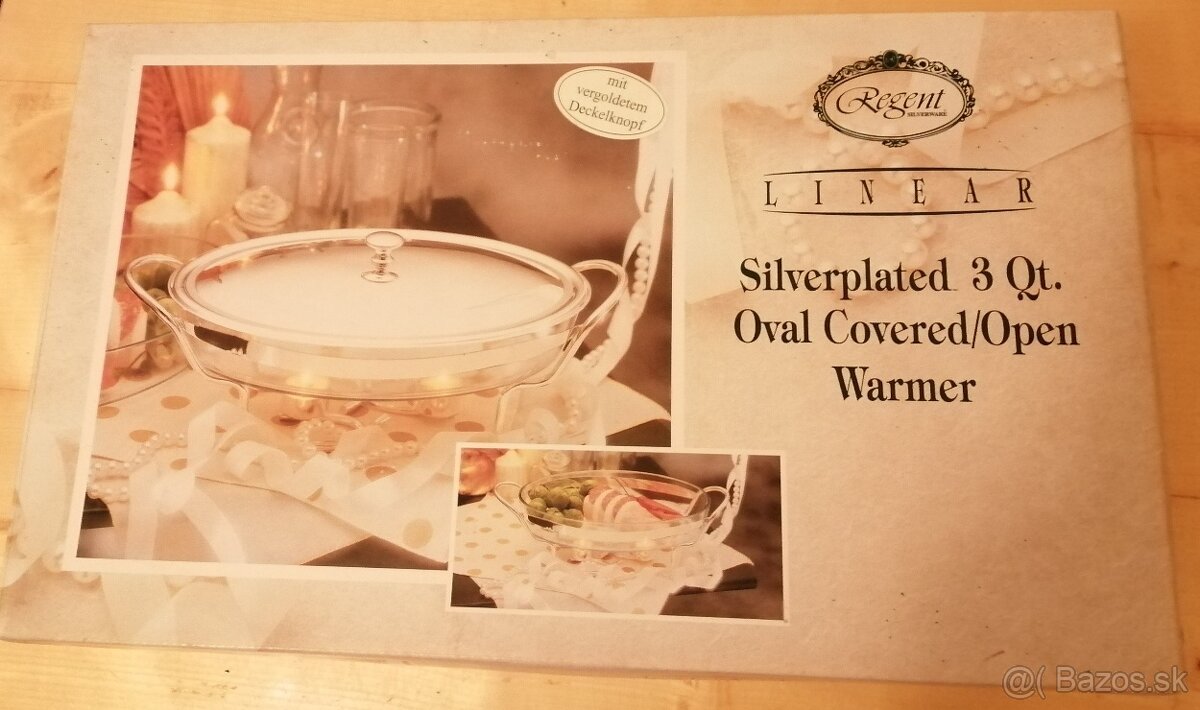 mit
vergoldetem
Deckelknopf
Regent
SILVERWARE
LINEAR
Silverplated 3 Qt.
Oval Covered/Open
Warmer
@( Bazos.sk